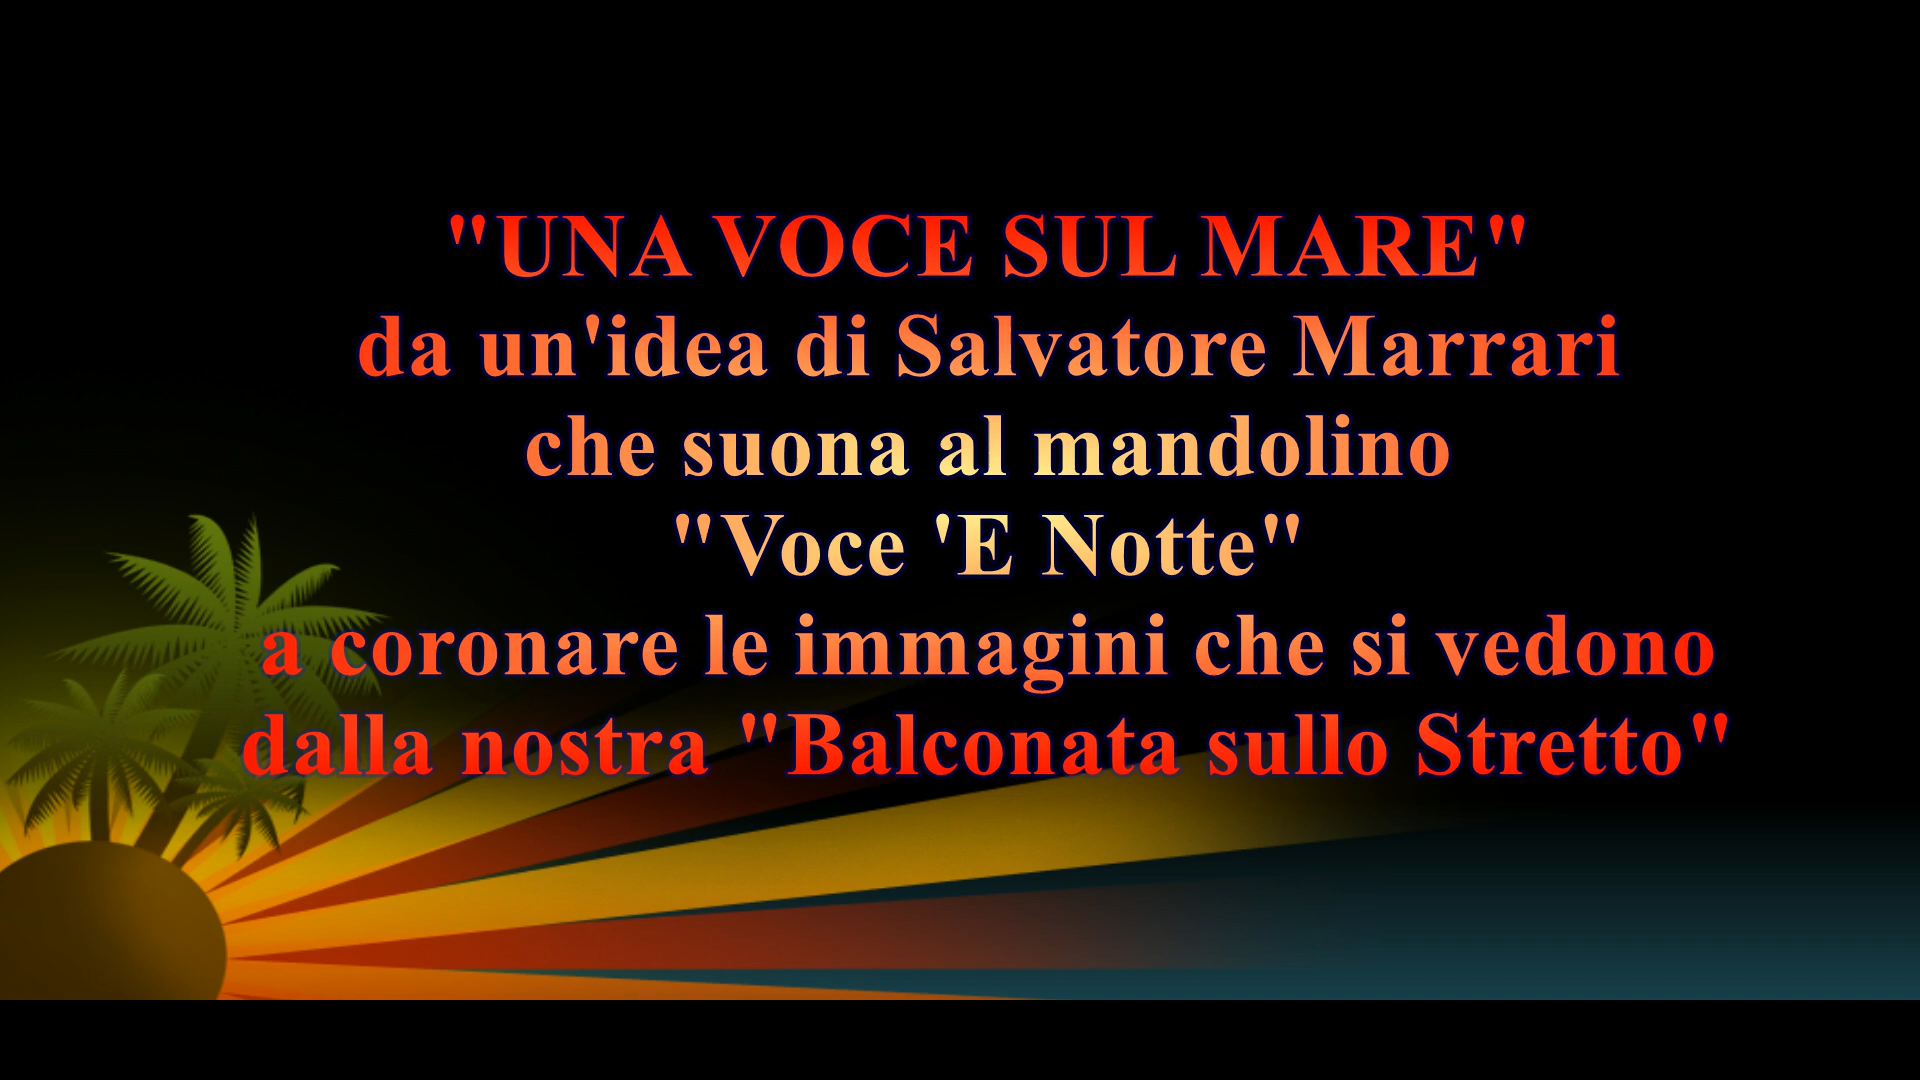 "UNA VOCE SUL MARE"
da un'idea di Salvatore Marrari
che suona al mandolino
"Voce 'E Notte"
a coronare le immagini che si vedono
dalla nostra "Balconata sullo Stretto"